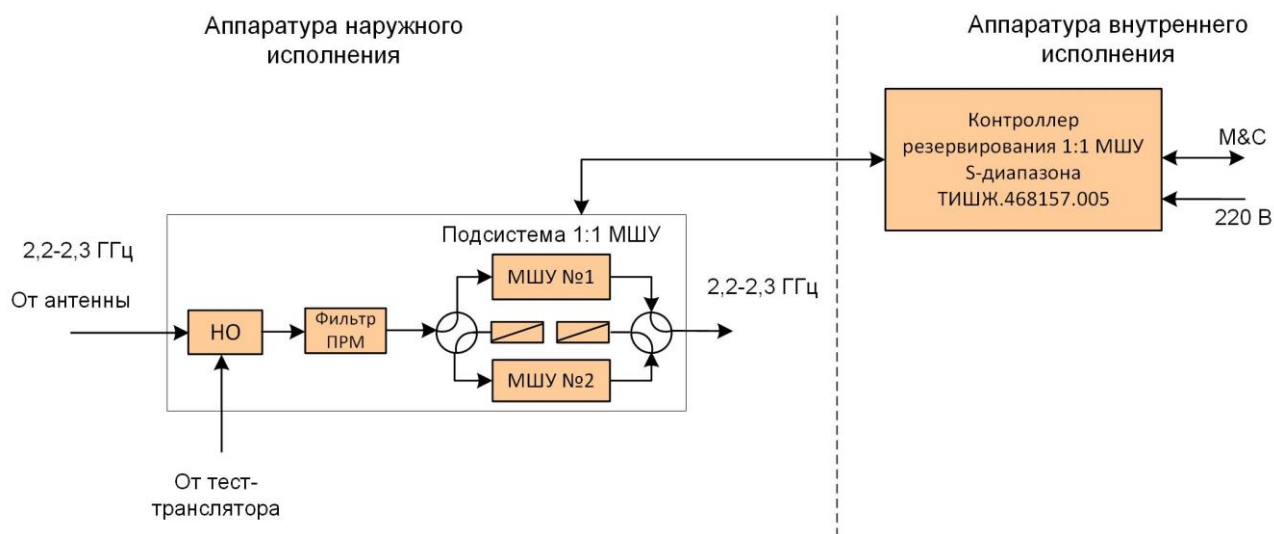 Аппаратура наружного
исполнения
Аппаратура внутреннего
исполнения
Контроллер
резервирования 1:1 МШУ
S-диапазона
ТИШЖ.468157.005
M&C
220 В
Подсистема 1:1 МШУ
2,2-2,3 ГГц
От антенны
НО
Фильтр
ПРМ
МШУ №1
МШУ №2
2,2-2,3 ГГц
От тест-
транслятора